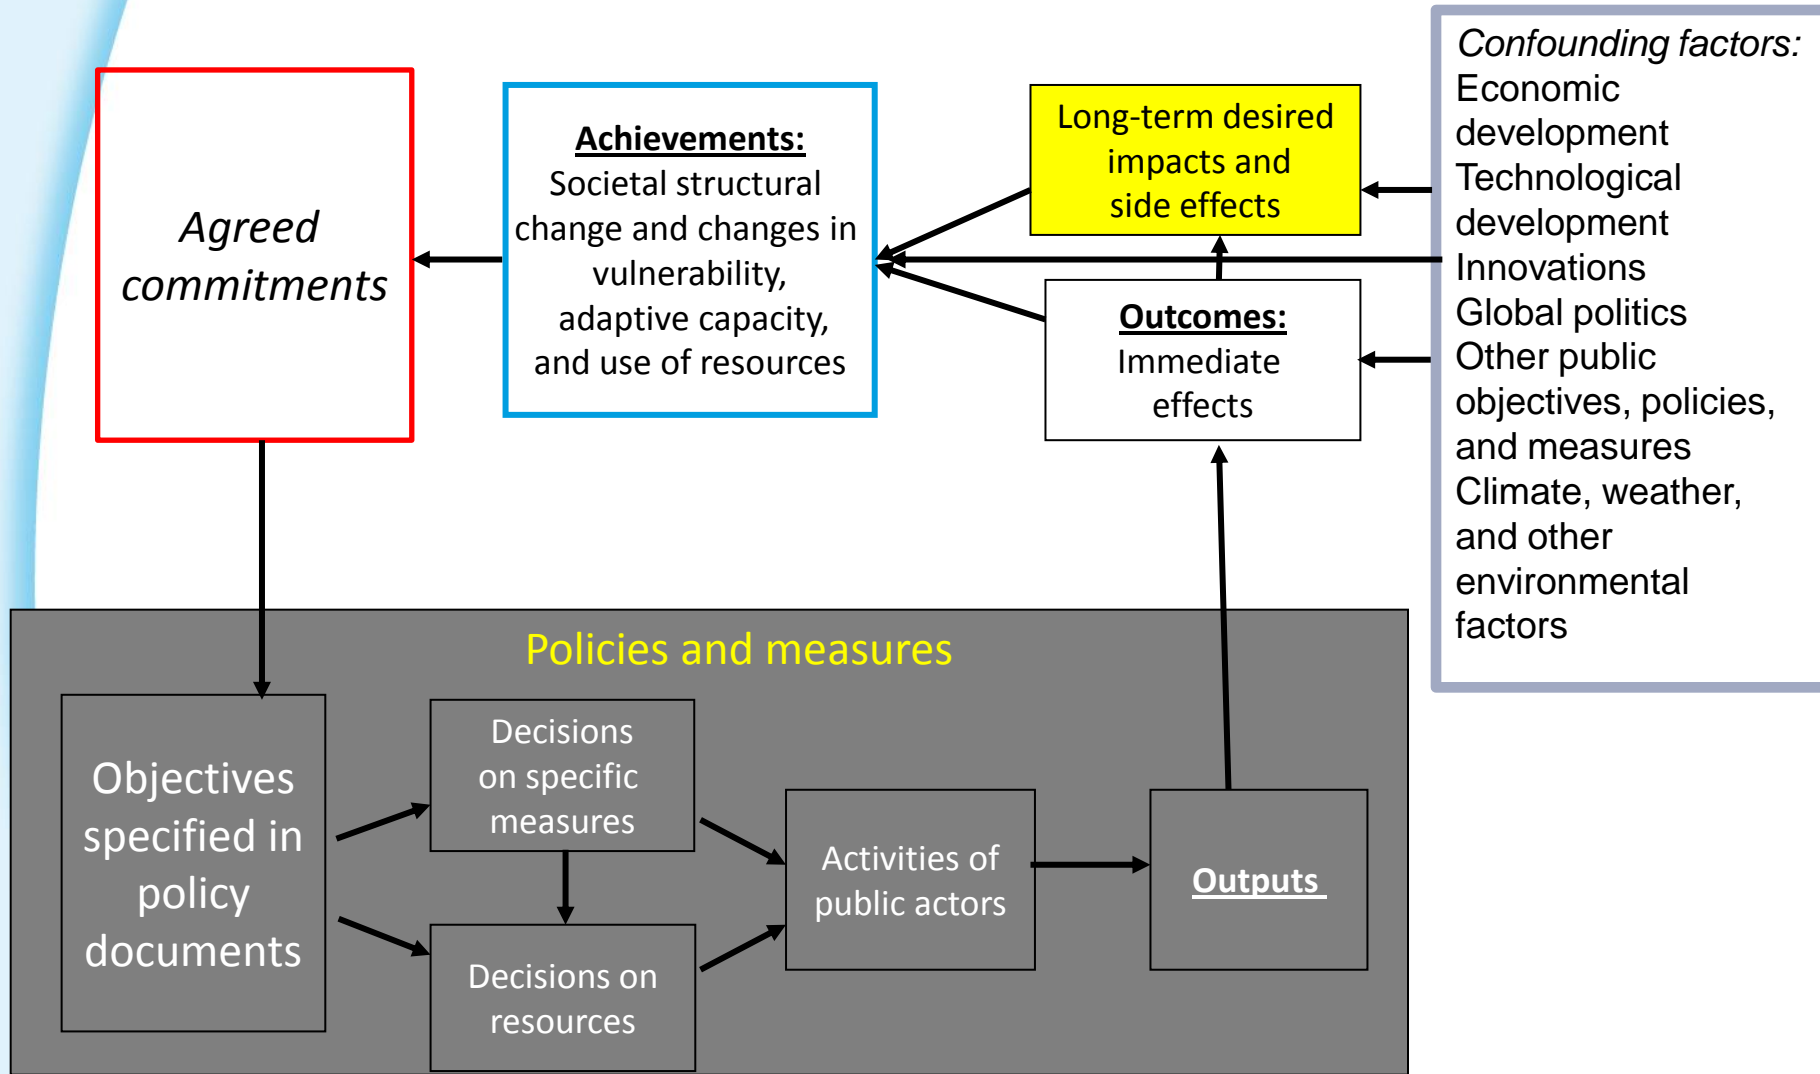 Agreed
commitments
Achievements:
Societal structural
change and changes in
vulnerability,
adaptive capacity,
and use of resources
Long-term desired
impacts and
side effects
Outcomes:
Immediate
effects
Confounding factors:
Economic
development
Technological
development
Innovations
Global politics
Other public
objectives, policies,
and measures
Climate, weather,
and other
environmental
factors
Policies and measures
Objectives
specified in
policy
documents
Decisions
on specific
measures
Decisions on
resources
Activities of
public actors
Outputs